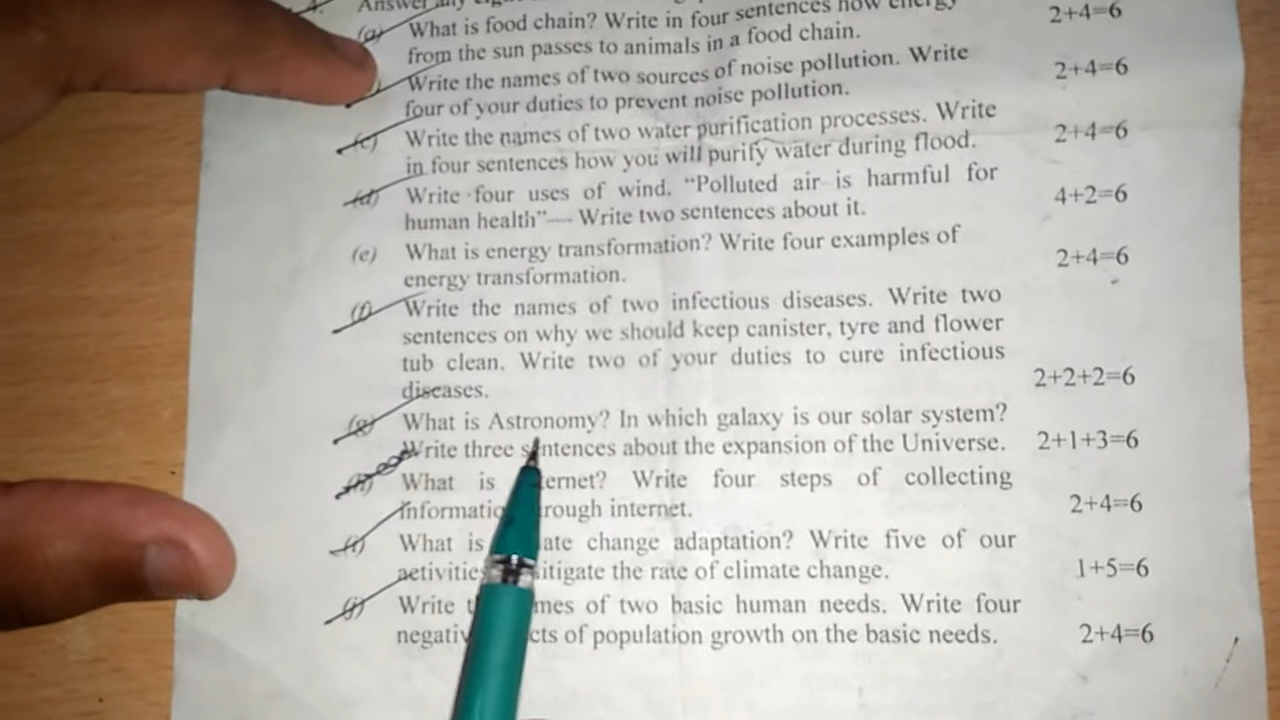 4. Answer any
(a) What is food chain? Write in four sentences how energy 2+4=6
from the sun passes to animals in a food chain.
Write the names of two sources of noise pollution. Write 2+4=6
four of your duties to prevent noise pollution.
(c) Write the names of two water purification processes. Write 2+4=6
in four sentences how you will purify water during flood.
(d) Write four uses of wind. “Polluted air is harmful for 4+2=6
human health”— Write two sentences about it.
(e) What is energy transformation? Write four examples of 2+4=6
energy transformation.
(f) Write the names of two infectious diseases. Write two
sentences on why we should keep canister, tyre and flower
tub clean. Write two of your duties to cure infectious
diseases. 2+2+2=6
(g) What is Astronomy? In which galaxy is our solar system?
Write three sentences about the expansion of the Universe. 2+1+3=6
(h) What is ternet? Write four steps of collecting
informatio rough internet. 2+4=6
(i) What is ate change adaptation? Write five of our
activitie itigate the rate of climate change. 1+5=6
(j) Write t mes of two basic human needs. Write four
negativ cts of population growth on the basic needs. 2+4=6